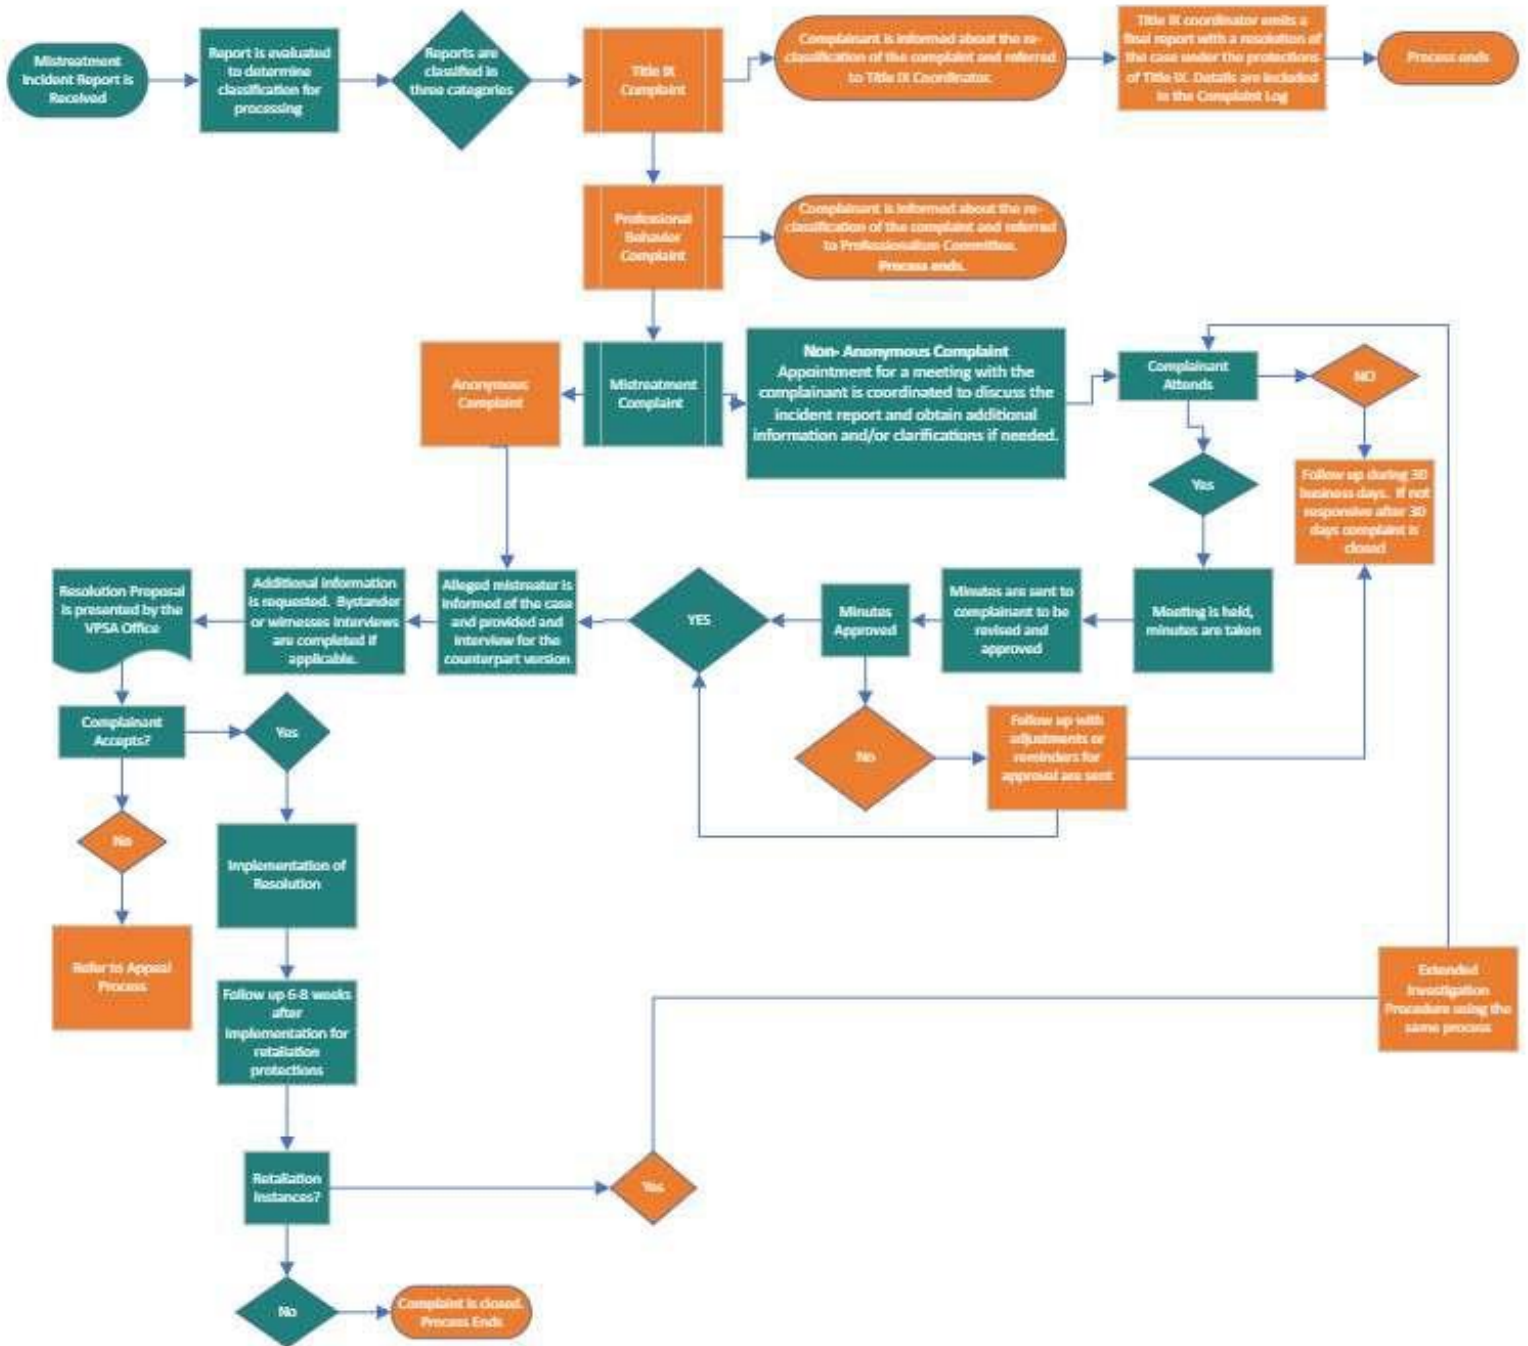 Mistreatment
Incident Report is
Received
Report is evaluated
to determine
classification for
processing
Reports are
classified in
three categories
Title IX
Complaint
Complainant is informed about the re-
classification of the complaint and referred
to Title IX Coordinator.
Title IX coordinator emits a
final report with a resolution of
the case under the protections
of Title IX. Details are included
in the Complaint Log
Process ends
Professional
Behavior
Complaint
Complainant is informed about the re-
classification of the complaint and referred
to Professionalism Committee.
Process ends.
Anonymous
Complaint
Mistreatment
Complaint
Non- Anonymous Complaint
Appointment for a meeting with the
complainant is coordinated to discuss the
incident report and obtain additional
information and/or clarifications if needed.
Complainant
Attends
NO
Yes
Follow up during 30
business days. If not
responsive after 30
days complaint is
closed
Resolution Proposal
is presented by the
VPSA Office
Additional information
is requested. Bystander
or wirnesses interviews
are completed if
applicable.
Alleged mistreater is
informed of the case
and provided and
interview for the
counterpart version
YES
Minutes
Approved
Minutes are sent to
complainant to be
revised and
approved
Meeting is held,
minutes are taken
Complainant
Accepts?
Yes
No
Follow up with
adjustments or
reminders for
approval are sent
No
Implementation of
Resolution
Refer to Appeal
Process
Follow up 6-8 weeks
after
implementation for
retaliation
protections
Extended
Investigation
Procedure using the
same process
Retaliation
Instances?
Yes
No
Complaint is closed.
Process Ends